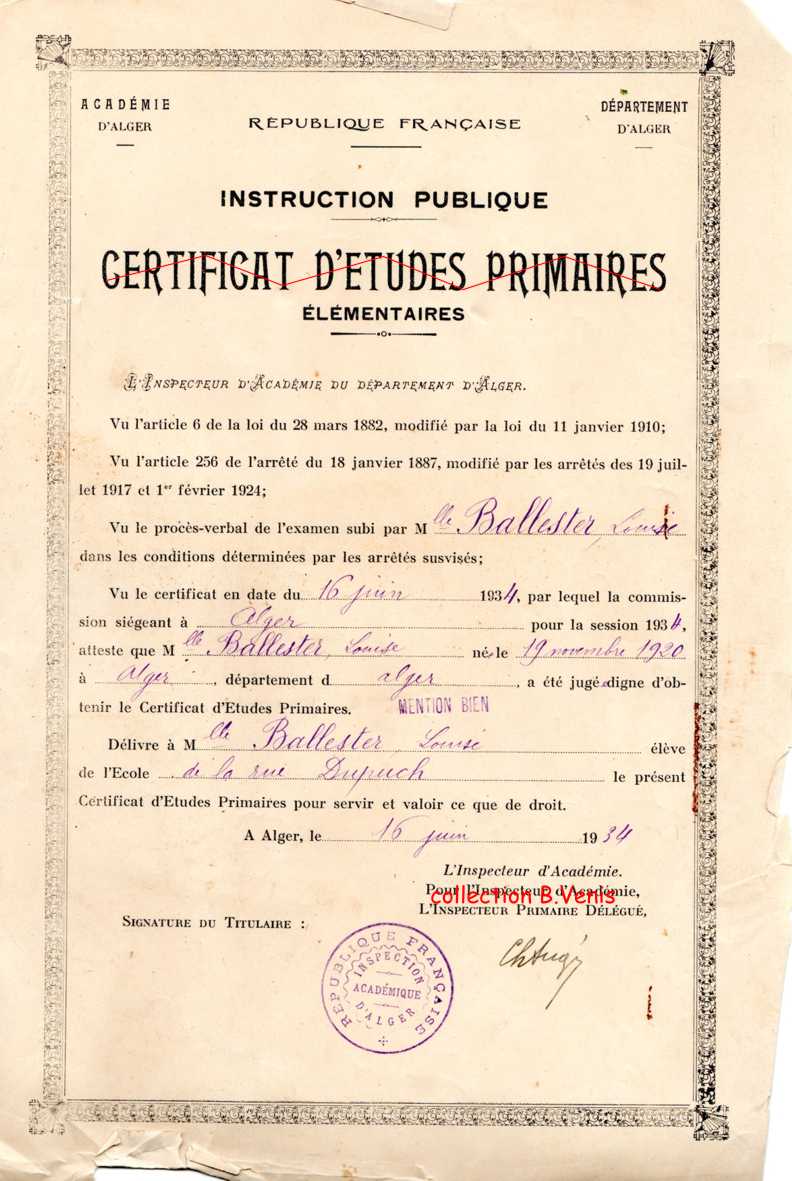 ACADÉMIE
D'ALGER
RÉPUBLIQUE FRANÇAISE
DÉPARTEMENT
D'ALGER
INSTRUCTION PUBLIQUE
CERTIFICAT D'ETUDES PRIMAIRES
ÉLÉMENTAIRES
L'INSPECTEUR D'ACADÉMIE DU DÉPARTEMENT D'ALGER.
Vu l'article 6 de la loi du 28 mars 1882, modifié par la loi du 11 janvier 1910;
Vu l'article 256 de l'arrêté du 18 janvier 1887, modifié par les arrêtés des 19 juil-
let 1917 et 1er février 1924;
Vu le procès-verbal de l'examen subi par Mlle Ballester, Louise
dans les conditions déterminées par les arrêtés susvisés;
Vu le certificat en date du 16 juin 1934, par lequel la commis-
sion siégeant à Alger pour la session 1934,
atteste que Mlle Ballester, Louise née le 19 novembre 1920
à Alger, département d alger, a été jugée digne d'ob-
tenir le Certificat d'Etudes Primaires. MENTION BIEN
Délivré à Mlle Ballester, Louise élève
de l'Ecole de la rue Dupuch le présent
Certificat d'Etudes Primaires pour servir et valoir ce que de droit.
A Alger, le 16 juin 1934
L'Inspecteur d'Académie.
Pour l'Inspecteur d'Académie,
collection B.Venis
L'INSPECTEUR PRIMAIRE DÉLÉGUÉ,
SIGNATURE DU TITULAIRE :
RÉPUBLIQUE FRANÇAISE
INSPECTION
ACADÉMIQUE
D'ALGER